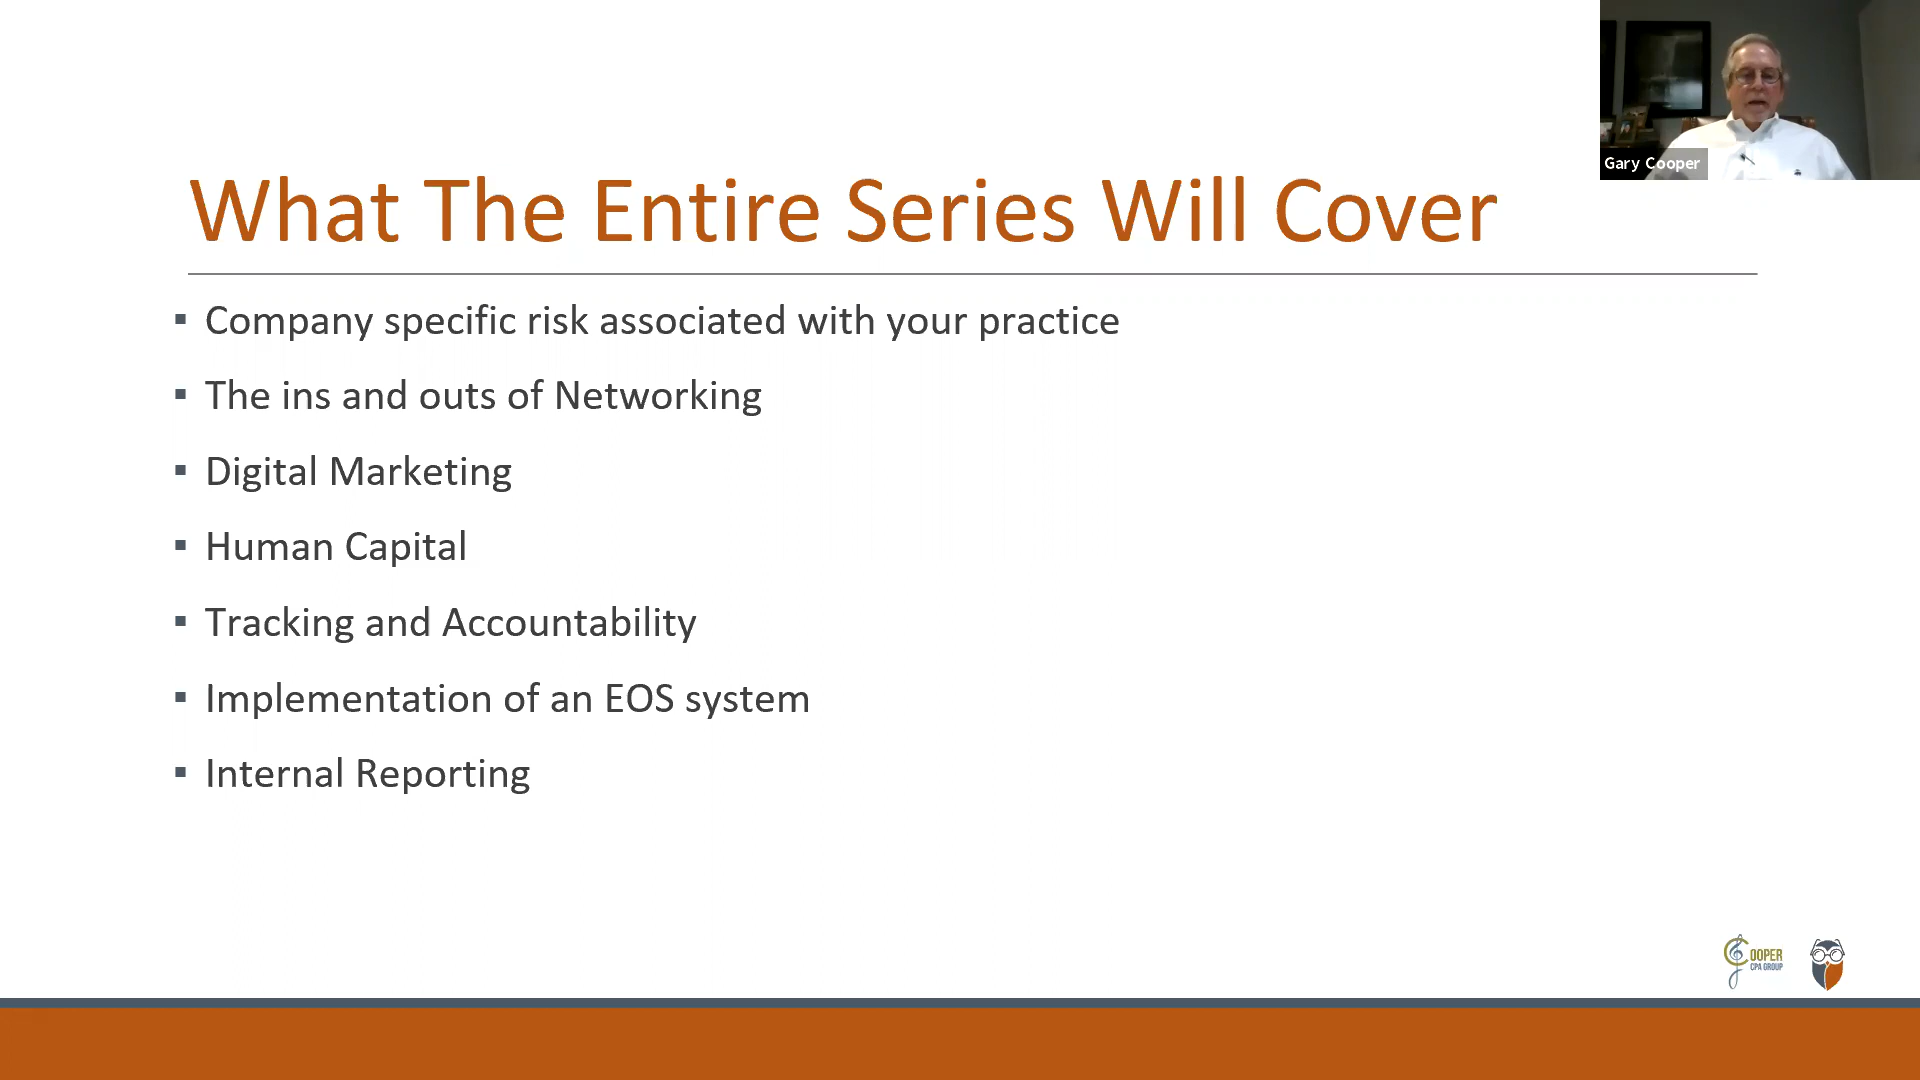 Gary Cooper
What The Entire Series Will Cover
▪ Company specific risk associated with your practice
▪ The ins and outs of Networking
▪ Digital Marketing
▪ Human Capital
▪ Tracking and Accountability
▪ Implementation of an EOS system
▪ Internal Reporting
COOPER
CPA GROUP